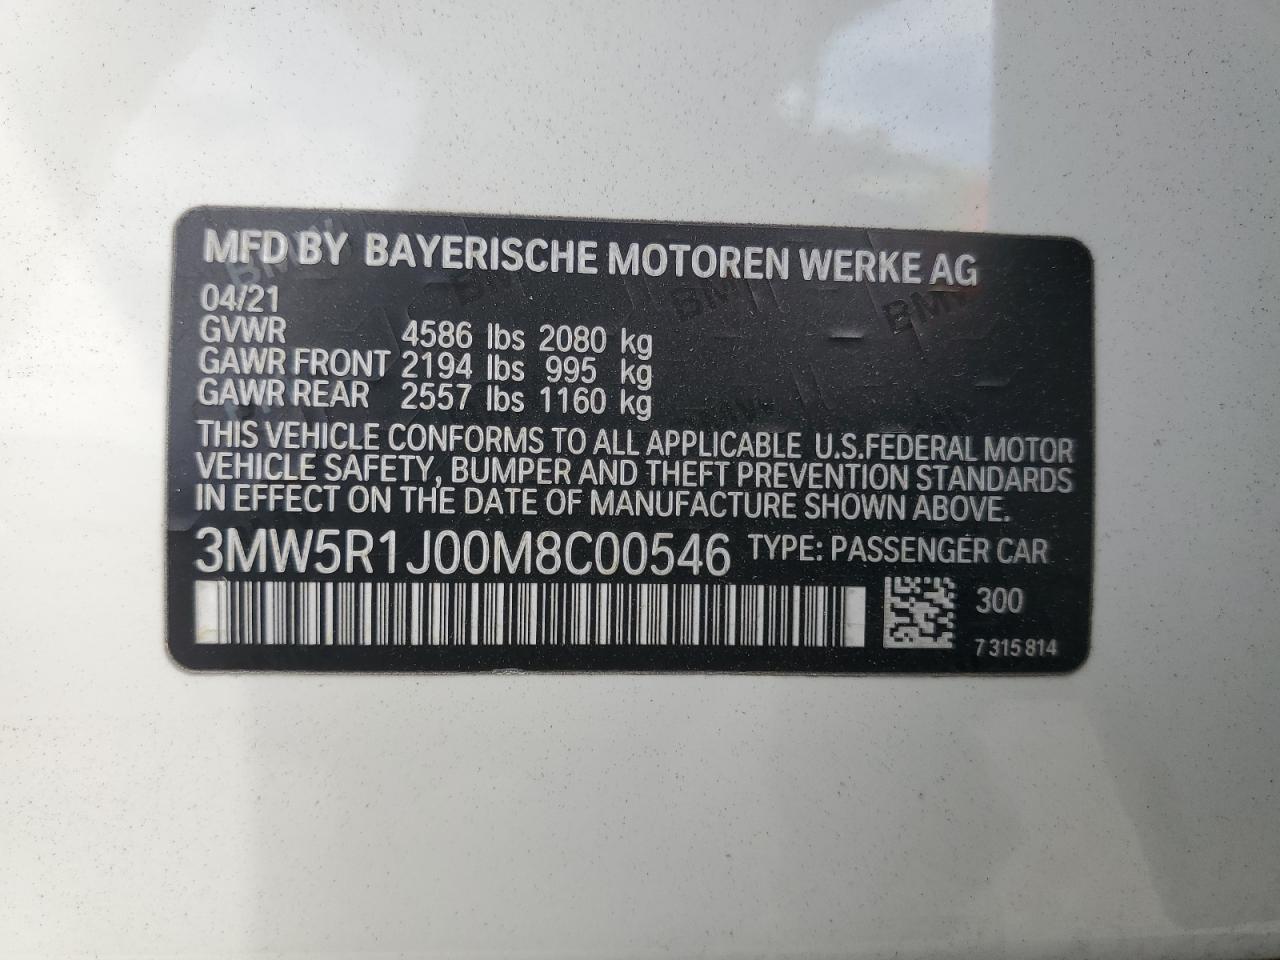 MFD BY BAYERISCHE MOTOREN WERKE AG
04/21
GVWR 4586 lbs 2080 kg
GAWR FRONT 2194 lbs 995 kg
GAWR REAR 2557 lbs 1160 kg
THIS VEHICLE CONFORMS TO ALL APPLICABLE U.S.FEDERAL MOTOR
VEHICLE SAFETY, BUMPER AND THEFT PREVENTION STANDARDS
IN EFFECT ON THE DATE OF MANUFACTURE SHOWN ABOVE.
3MW5R1J00M8C00546 TYPE: PASSENGER CAR
300
7 315 814